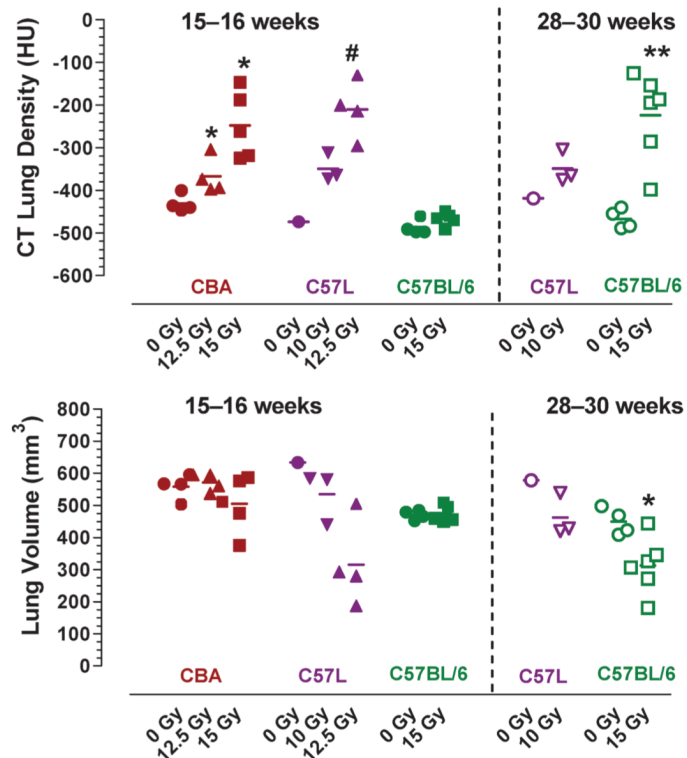 15–16 weeks 28–30 weeks
CT Lung Density (HU)
0
-100
-200
-300
-400
-500
-600
* * # **
CBA C57L C57BL/6 C57L C57BL/6
0 Gy 12.5 Gy 15 Gy 0 Gy 10 Gy 12.5 Gy 0 Gy 15 Gy 0 Gy 10 Gy 0 Gy 15 Gy
15–16 weeks 28–30 weeks
Lung Volume (mm³)
800
700
600
500
400
300
200
100
0
*
CBA C57L C57BL/6 C57L C57BL/6
0 Gy 12.5 Gy 15 Gy 0 Gy 10 Gy 12.5 Gy 0 Gy 15 Gy 0 Gy 10 Gy 0 Gy 15 Gy